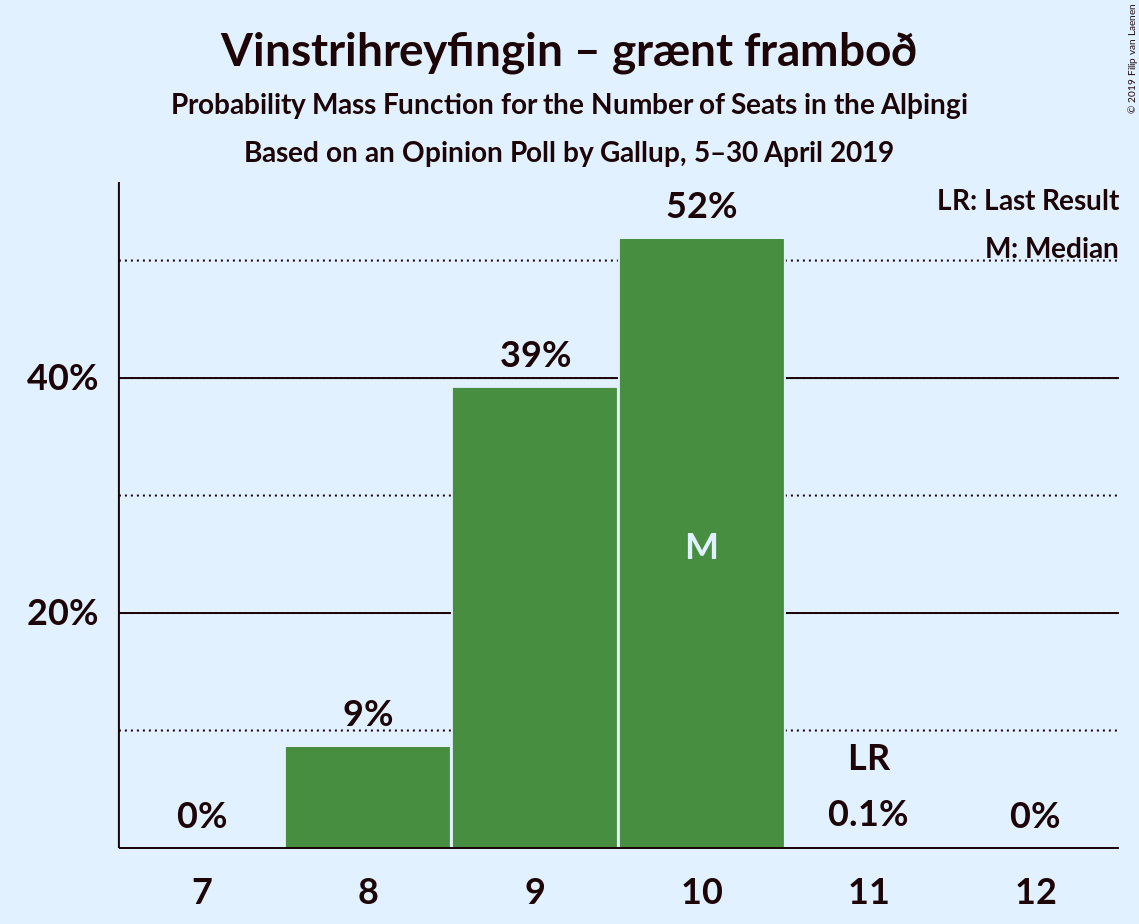 Vinstrihreyfingin – grænt framboð
Probability Mass Function for the Number of Seats in the Alþingi
Based on an Opinion Poll by Gallup, 5–30 April 2019
© 2019 Filip van Laenen
LR: Last Result
M: Median
52%
39%
40%
M
20%
9%
LR
0%
0.1%
0%
7
8
9
10
11
12